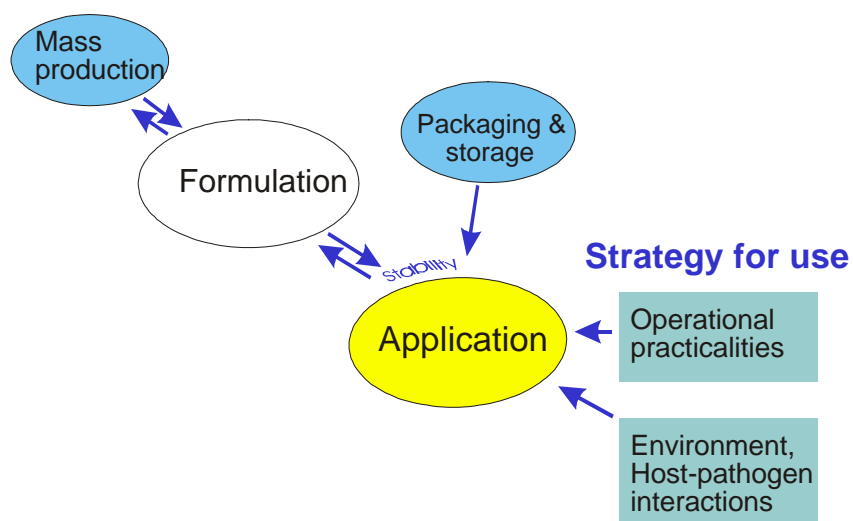 Mass
production
Packaging &
storage
Formulation
Stability
Strategy for use
Application
Operational
practicalities
Environment,
Host-pathogen
interactions